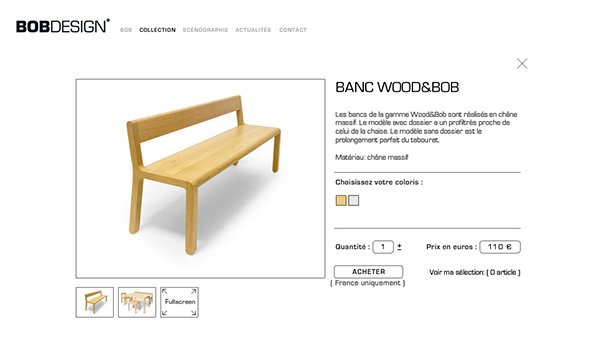 BOBDESIGN°
BOB COLLECTION SCÉNOGRAPHIE ACTUALITÉS CONTACT
BANC WOOD&BOB
Les bancs de la gamme Wood&Bob sont réalisés en chêne
massif. Le modèle avec dossier a un profiltrés proche de
celui de la chaise. Le modèle sans dossier est le
prolongement parfait du tabouret.
Matériau: chêne massif
Choisissez votre coloris :
Quantité : 1 ± Prix en euros : 110 €
ACHETER Voir ma sélection: ( 0 article )
( France uniquement )
Fullscreen